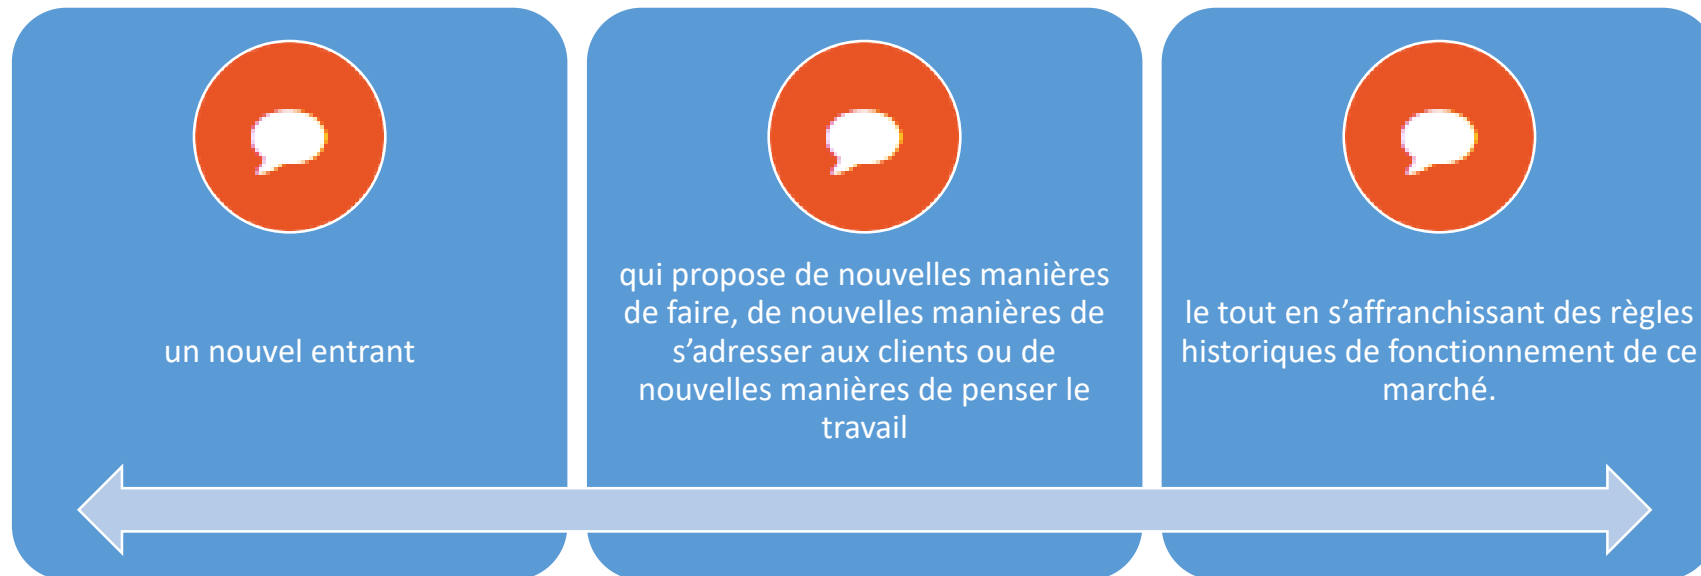 un nouvel entrant
qui propose de nouvelles manières
de faire, de nouvelles manières de
s’adresser aux clients ou de
nouvelles manières de penser le
travail
le tout en s’affranchissant des règles
historiques de fonctionnement de ce
marché.